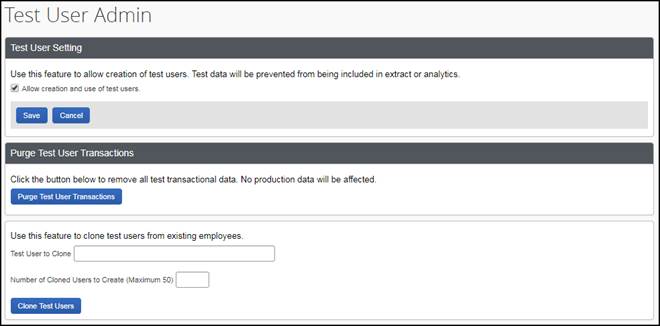 Test User Admin
Test User Setting
Use this feature to allow creation of test users. Test data will be prevented from being included in extract or analytics.
Allow creation and use of test users.
Save Cancel
Purge Test User Transactions
Click the button below to remove all test transactional data. No production data will be affected.
Purge Test User Transactions
Use this feature to clone test users from existing employees.
Test User to Clone
Number of Cloned Users to Create (Maximum 50)
Clone Test Users